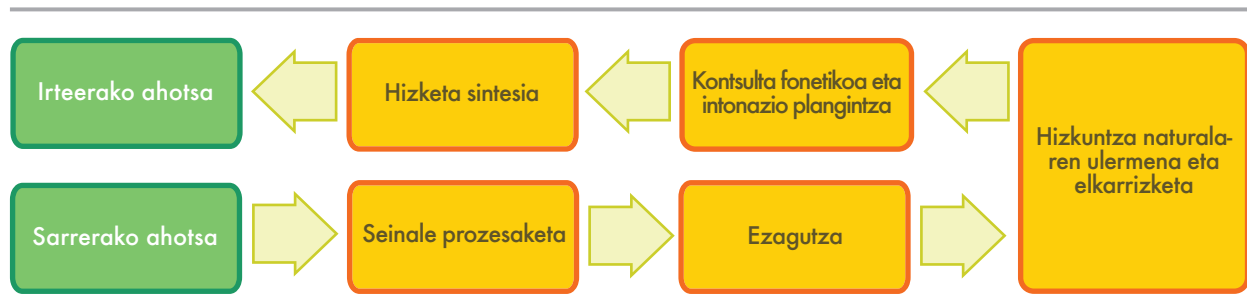 Irteerako ahotsa
Hizketa sintesia
Kontsulta fonetikoa eta
intonazio plangintza
Hizkuntza naturala-
ren ulermena eta
elkarrizketa
Sarrerako ahotsa
Seinale prozesaketa
Ezagutza